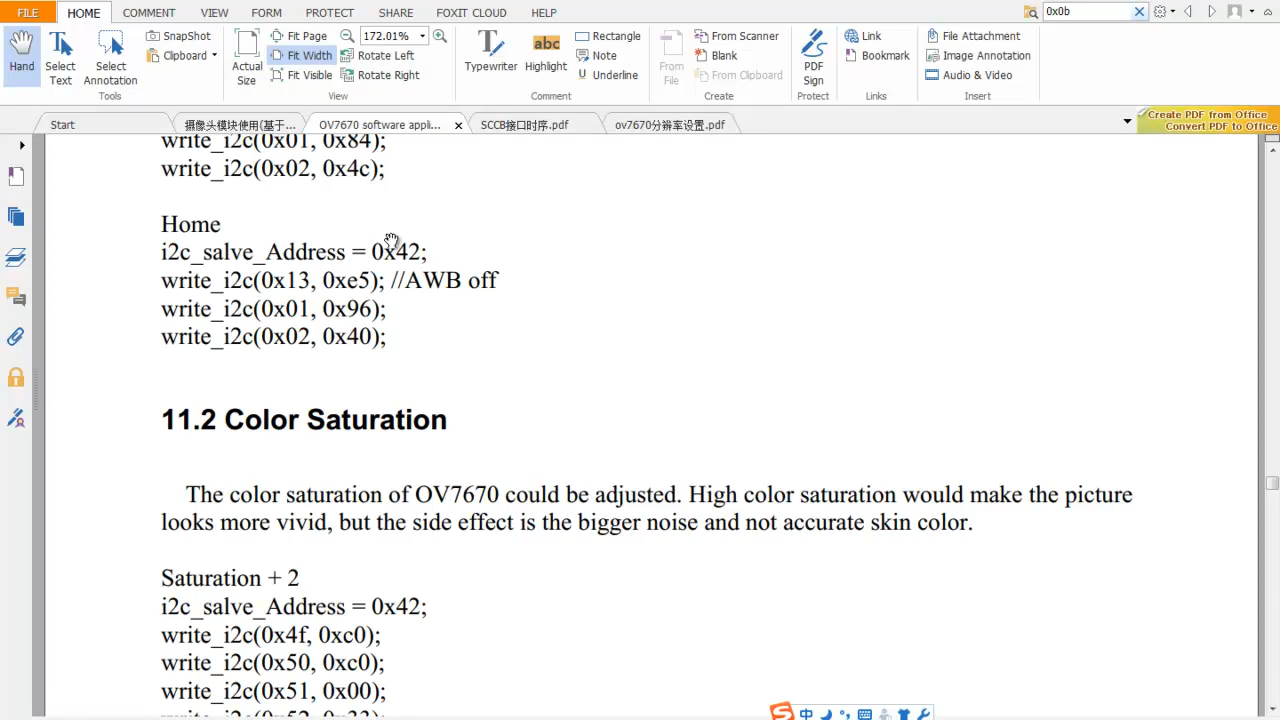 FILE HOME COMMENT VIEW FORM PROTECT SHARE FOXIT CLOUD HELP 0x0b
SnapShot Fit Page 172.01% Rectangle From Scanner Link File Attachment
Clipboard Fit Width Rotate Left Note Blank Bookmark Image Annotation
Hand Select Text Select Annotation Actual Size Fit Visible Rotate Right Typewriter Highlight Underline From File From Clipboard PDF Sign Audio & Video
Tools View Comment Create Protect Links Insert
Start 摄像头模块使用(基于... OV7670 software appli... SCCB接口时序.pdf ov7670分辨率设置.pdf
Create PDF from Office
Convert PDF to Office
write_i2c(0x01, 0x84);
write_i2c(0x02, 0x4c);
Home
i2c_salve_Address = 0x42;
write_i2c(0x13, 0xe5); //AWB off
write_i2c(0x01, 0x96);
write_i2c(0x02, 0x40);
11.2 Color Saturation
The color saturation of OV7670 could be adjusted. High color saturation would make the picture
looks more vivid, but the side effect is the bigger noise and not accurate skin color.
Saturation + 2
i2c_salve_Address = 0x42;
write_i2c(0x4f, 0xc0);
write_i2c(0x50, 0xc0);
write_i2c(0x51, 0x00);
write_i2c(0x52, 0x33);
中